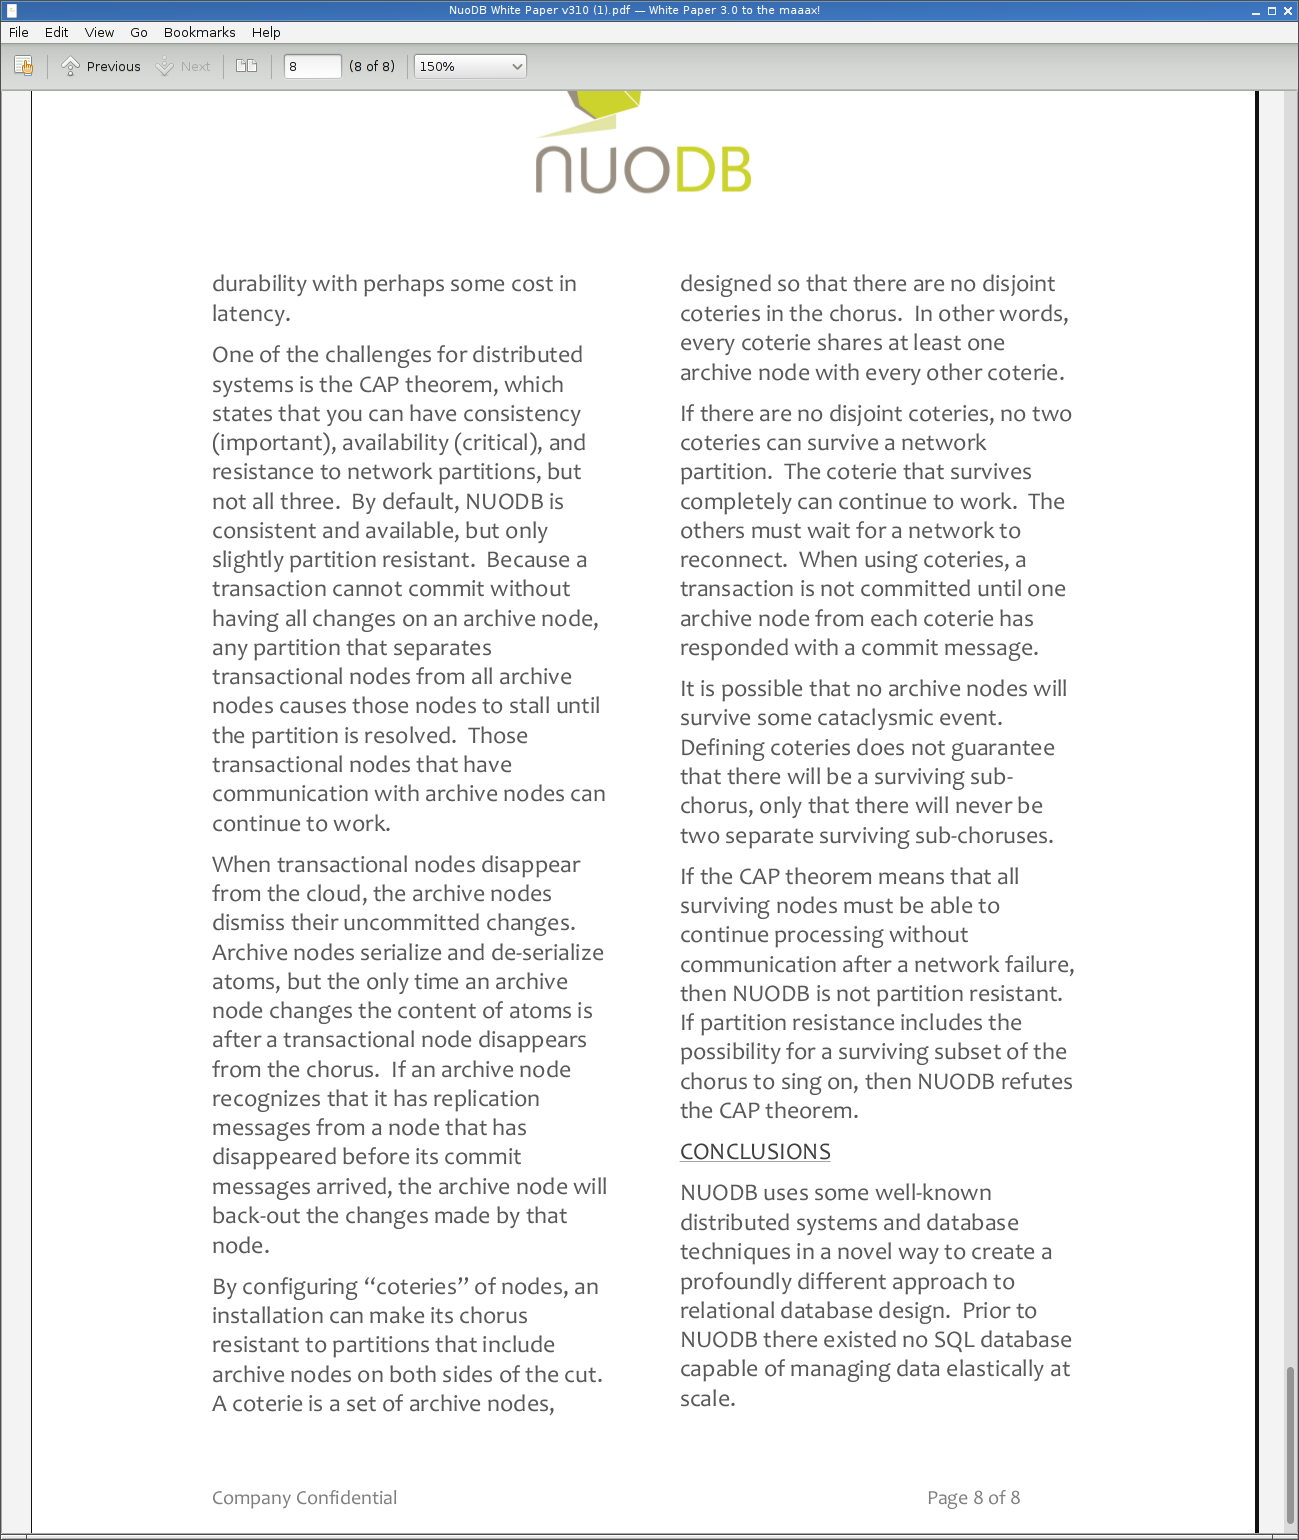 NuoDB White Paper v310 (1).pdf — White Paper 3.0 to the maaax!
File Edit View Go Bookmarks Help
Previous Next 8 (8 of 8) 150%
nuoDB
durability with perhaps some cost in
latency.
One of the challenges for distributed
systems is the CAP theorem, which
states that you can have consistency
(important), availability (critical), and
resistance to network partitions, but
not all three.  By default, NUODB is
consistent and available, but only
slightly partition resistant.  Because a
transaction cannot commit without
having all changes on an archive node,
any partition that separates
transactional nodes from all archive
nodes causes those nodes to stall until
the partition is resolved.  Those
transactional nodes that have
communication with archive nodes can
continue to work.
When transactional nodes disappear
from the cloud, the archive nodes
dismiss their uncommitted changes.
Archive nodes serialize and de-serialize
atoms, but the only time an archive
node changes the content of atoms is
after a transactional node disappears
from the chorus.  If an archive node
recognizes that it has replication
messages from a node that has
disappeared before its commit
messages arrived, the archive node will
back-out the changes made by that
node.
By configuring “coteries” of nodes, an
installation can make its chorus
resistant to partitions that include
archive nodes on both sides of the cut.
A coterie is a set of archive nodes,
designed so that there are no disjoint
coteries in the chorus.  In other words,
every coterie shares at least one
archive node with every other coterie.
If there are no disjoint coteries, no two
coteries can survive a network
partition.  The coterie that survives
completely can continue to work.  The
others must wait for a network to
reconnect.  When using coteries, a
transaction is not committed until one
archive node from each coterie has
responded with a commit message.
It is possible that no archive nodes will
survive some cataclysmic event.
Defining coteries does not guarantee
that there will be a surviving sub-
chorus, only that there will never be
two separate surviving sub-choruses.
If the CAP theorem means that all
surviving nodes must be able to
continue processing without
communication after a network failure,
then NUODB is not partition resistant.
If partition resistance includes the
possibility for a surviving subset of the
chorus to sing on, then NUODB refutes
the CAP theorem.
CONCLUSIONS
NUODB uses some well-known
distributed systems and database
techniques in a novel way to create a
profoundly different approach to
relational database design.  Prior to
NUODB there existed no SQL database
capable of managing data elastically at
scale.
Company Confidential
Page 8 of 8